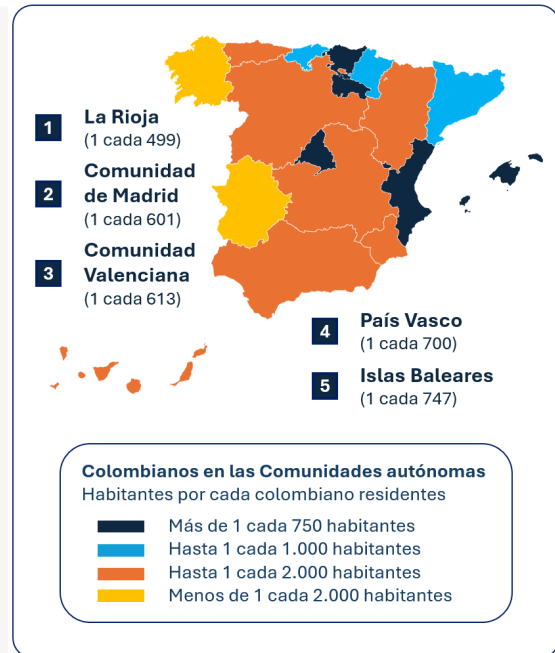 1
La Rioja
(1 cada 499)
2
Comunidad
de Madrid
(1 cada 601)
3
Comunidad
Valenciana
(1 cada 613)
4
País Vasco
(1 cada 700)
5
Islas Baleares
(1 cada 747)
Colombianos en las Comunidades autónomas
Habitantes por cada colombiano residentes
Más de 1 cada 750 habitantes
Hasta 1 cada 1.000 habitantes
Hasta 1 cada 2.000 habitantes
Menos de 1 cada 2.000 habitantes